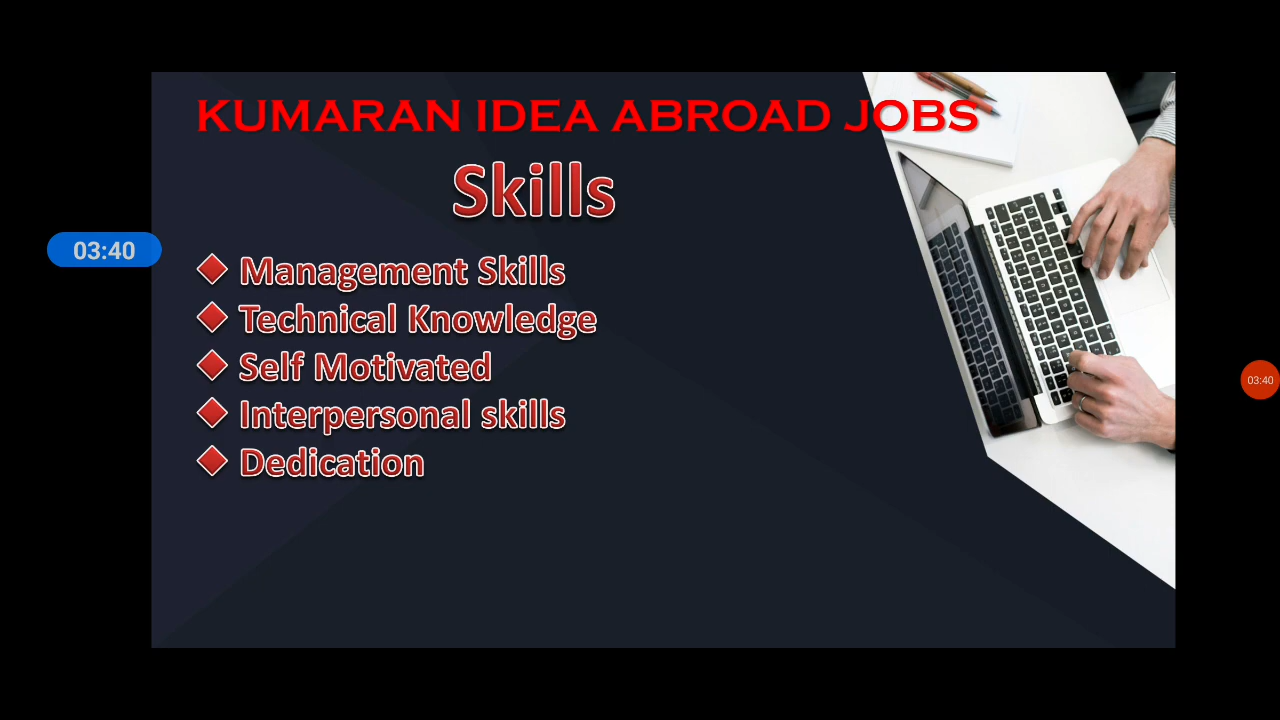 KUMARAN IDEA ABROAD JOBS
Skills
03:40
Management Skills
Technical Knowledge
Self Motivated
03:40
Interpersonal skills
Dedication